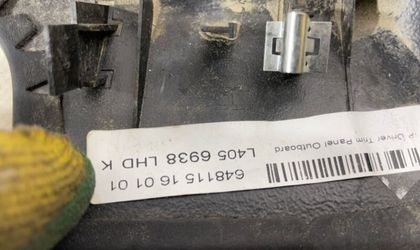 648115 16 01 01
P Driver Trim Panel Outboard L405 6938 LHD K